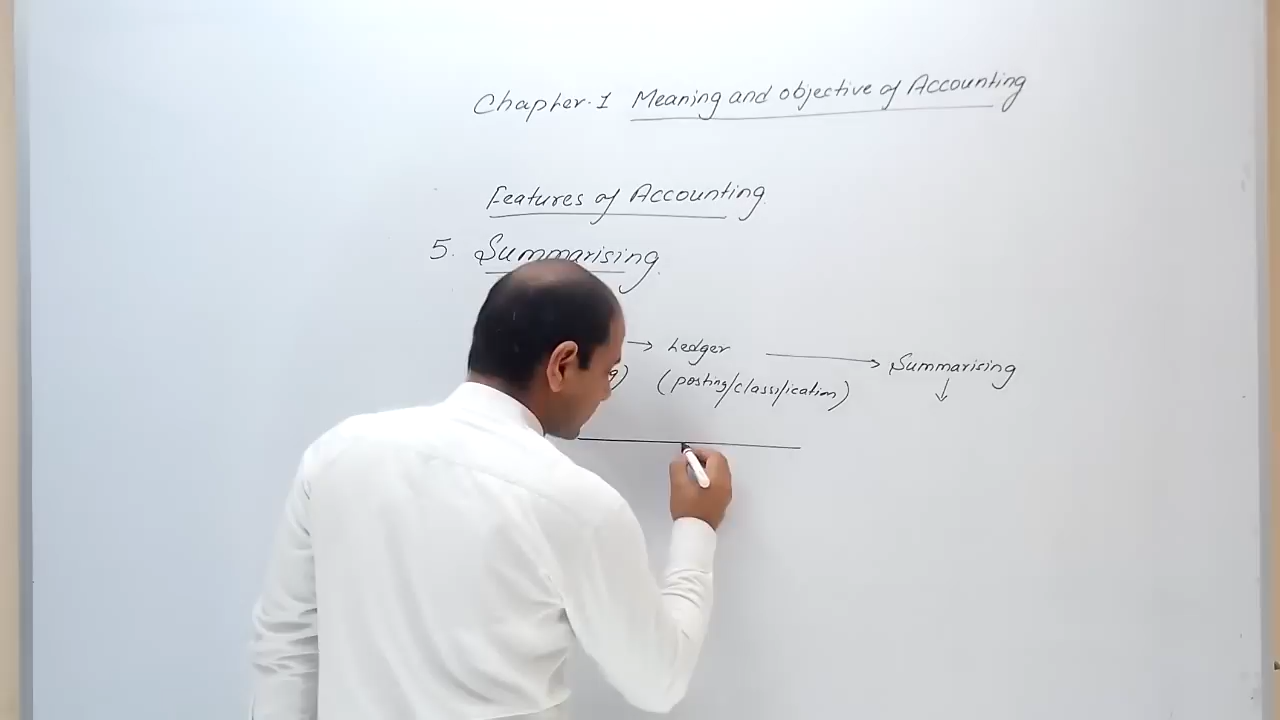 Chapter.1 Meaning and objective of Accounting
Features of Accounting
5. Summarising.
→ Ledger → Summarising
(posting/classification) ↓